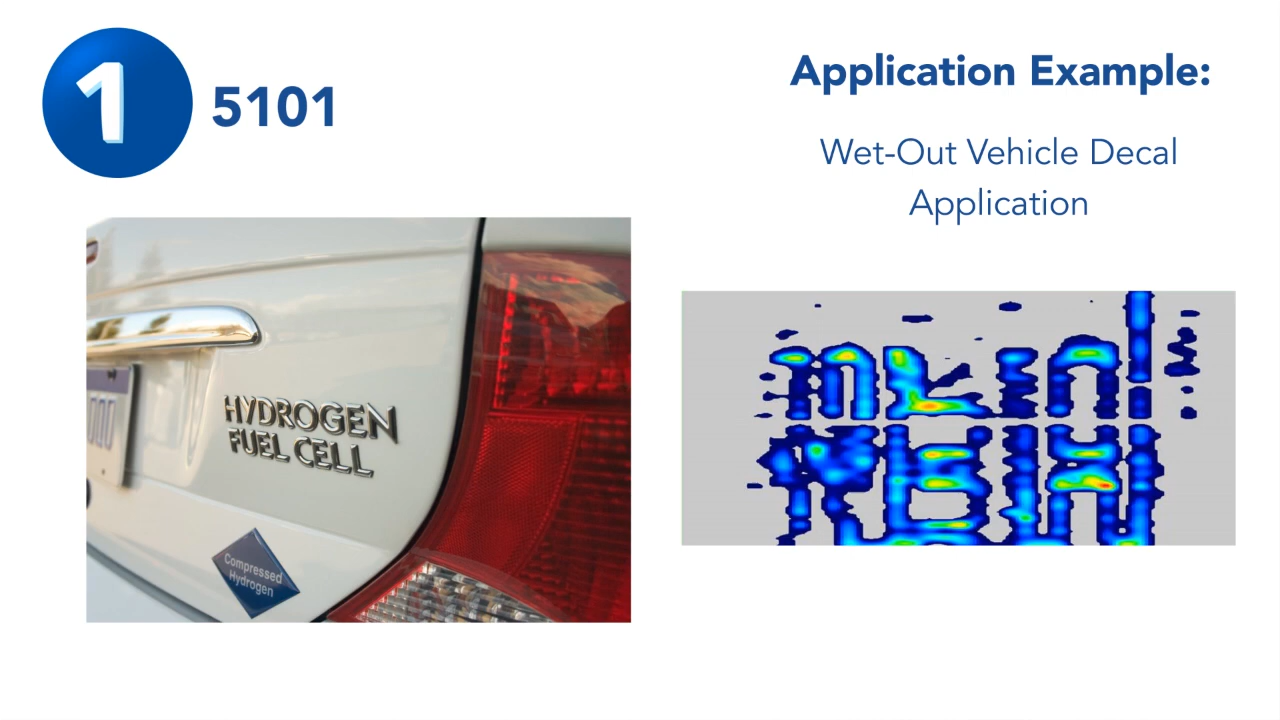 1
5101
Application Example:
Wet-Out Vehicle Decal
Application
HYDROGEN
FUEL CELL
Compressed
Hydrogen